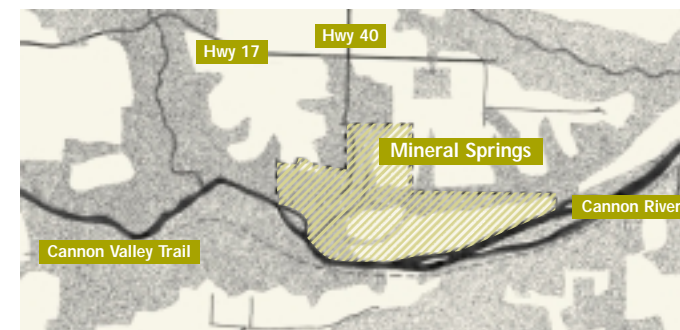 Hwy 40
Hwy 17
Mineral Springs
Cannon River
Cannon Valley Trail